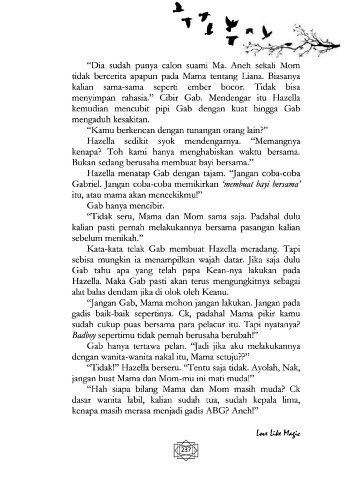 “Dia sudah punya calon suami Ma. Aneh sekali Mom
tidak bercerita apapun pada Mama tentang Liana. Biasanya
kalian sama-sama seperti ember bocor. Tidak bisa
menyimpan rahasia.” Cibir Gab. Mendengar itu Hazella
kemudian mencubit pipi Gab dengan kuat hingga Gab
mengaduh kesakitan.
“Kamu berkencan dengan tunangan orang lain?”
Hazella sedikit syok mendengarnya. “Memangnya
kenapa? Toh kami hanya menghabiskan waktu bersama.
Bukan sedang berusaha membuat bayi bersama.”
Hazella menatap Gab dengan tajam. “Jangan coba-coba
Gabriel. Jangan coba-coba memikirkan ‘membuat bayi bersama’
itu, atau mama akan mencekikmu!”
Gab hanya mencibir.
“Tidak seru, Mama dan Mom sama saja. Padahal dulu
kalian pasti pernah melakukannya bersama pasangan kalian
sebelum menikah.”
Kata-kata telak Gab membuat Hazella meradang. Tapi
sebisa mungkin ia menampilkan wajah datar. Jika saja dulu
Gab tahu apa yang telah papa Kean-nya lakukan pada
Hazella. Maka Gab pasti akan terus mengungkitnya sebagai
alat balas dendam jika di olok oleh Keanu.
“Jangan Gab, Mama mohon jangan lakukan. Jangan pada
gadis baik-baik sepertinya. Ck, padahal Mama pikir kamu
sudah cukup puas bersama para pelacur itu. Tapi nyatanya?
Badboy sepertimu tidak pernah berusaha berubah!”
Gab hanya tertawa pelan. “Jadi jika aku melakukannya
dengan wanita-wanita nakal itu, Mama setuju??”
“Tidak!” Hazella berseru. “Tentu saja tidak. Ayolah, Nak,
jangan buat Mama dan Mom-mu ini mati muda!”
“Hah siapa bilang Mama dan Mom masih muda? Ck
dasar wanita labil, kalian sudah tua, sudah kepala lima,
kenapa masih merasa menjadi gadis ABG? Aneh!”
Love Like Magic
237